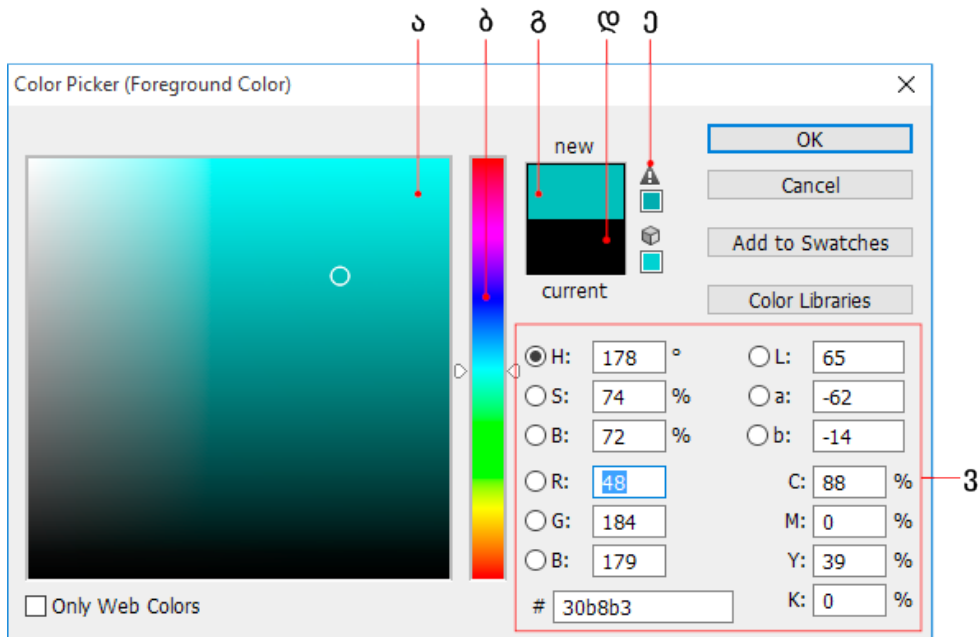 ა ბ გ დ ე
Color Picker (Foreground Color)
new
current
OK
Cancel
Add to Swatches
Color Libraries
H: 178 °
S: 74 %
B: 72 %
R: 48
G: 184
B: 179
# 30b8b3
L: 65
a: -62
b: -14
C: 88 %
M: 0 %
Y: 39 %
K: 0 %
ვ
Only Web Colors